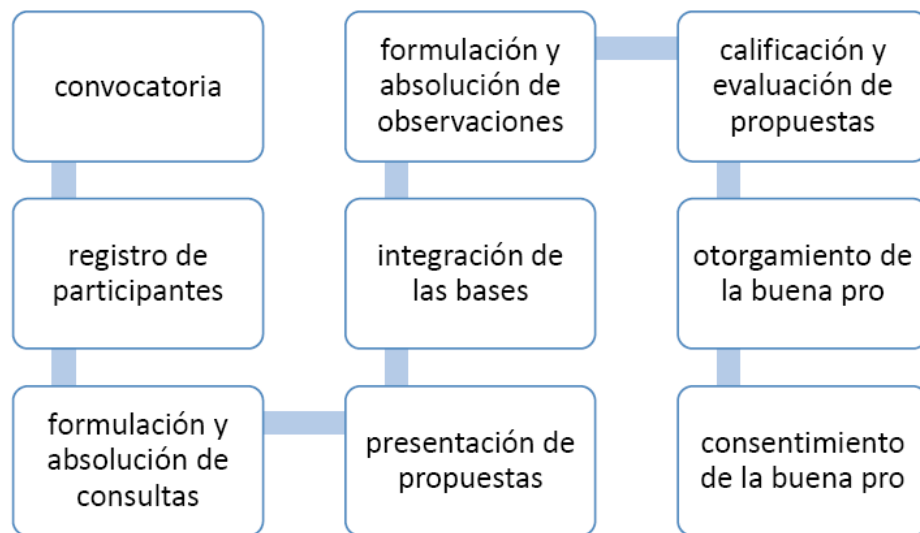 convocatoria
registro de
participantes
formulación y
absolución de
consultas
presentación de
propuestas
integración de
las bases
formulación y
absolución de
observaciones
calificación y
evaluación de
propuestas
otorgamiento de
la buena pro
consentimiento
de la buena pro